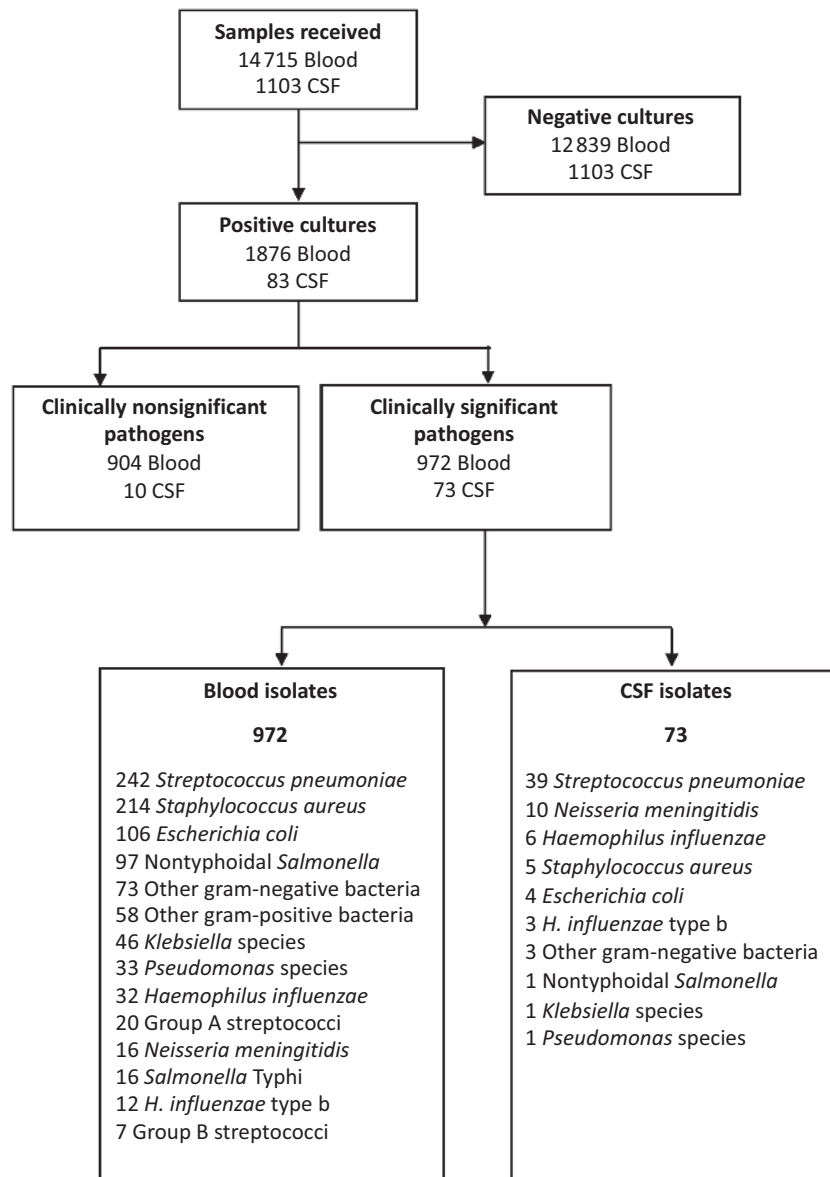 Samples received
14 715 Blood
1103 CSF
Negative cultures
12 839 Blood
1103 CSF
Positive cultures
1876 Blood
83 CSF
Clinically nonsignificant
pathogens
904 Blood
10 CSF
Clinically significant
pathogens
972 Blood
73 CSF
Blood isolates
972
242 Streptococcus pneumoniae
214 Staphylococcus aureus
106 Escherichia coli
97 Nontyphoidal Salmonella
73 Other gram-negative bacteria
58 Other gram-positive bacteria
46 Klebsiella species
33 Pseudomonas species
32 Haemophilus influenzae
20 Group A streptococci
16 Neisseria meningitidis
16 Salmonella Typhi
12 H. influenzae type b
7 Group B streptococci
CSF isolates
73
39 Streptococcus pneumoniae
10 Neisseria meningitidis
6 Haemophilus influenzae
5 Staphylococcus aureus
4 Escherichia coli
3 H. influenzae type b
3 Other gram-negative bacteria
1 Nontyphoidal Salmonella
1 Klebsiella species
1 Pseudomonas species